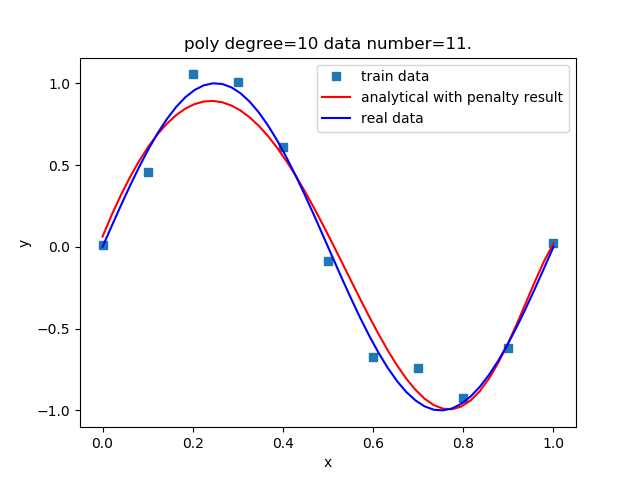 poly degree=10 data number=11.
train data
analytical with penalty result
real data
1.0
0.5
0.0
−0.5
−1.0
y
0.0 0.2 0.4 0.6 0.8 1.0
x